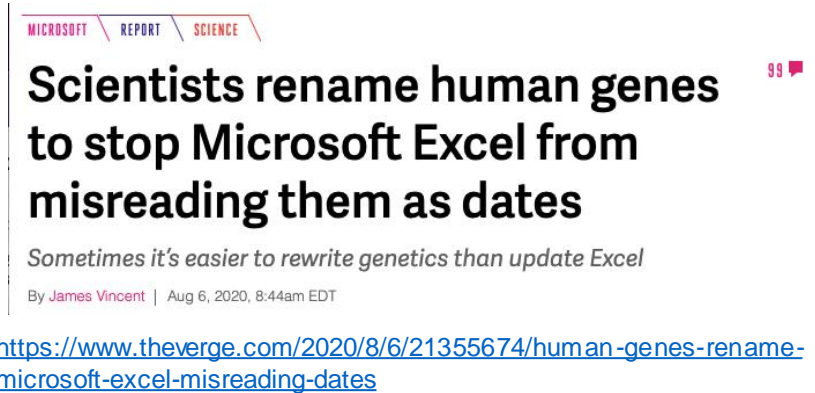 MICROSOFT REPORT SCIENCE
Scientists rename human genes
99
to stop Microsoft Excel from
misreading them as dates
Sometimes it's easier to rewrite genetics than update Excel
By James Vincent | Aug 6, 2020, 8:44am EDT
https://www.theverge.com/2020/8/6/21355674/human-genes-rename-
microsoft-excel-misreading-dates